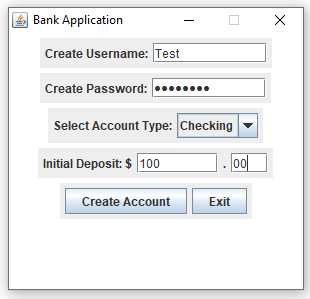 Bank Application
Create Username: Test
Create Password: ••••••••
Select Account Type: Checking
Initial Deposit: $ 100 . 00
Create Account Exit